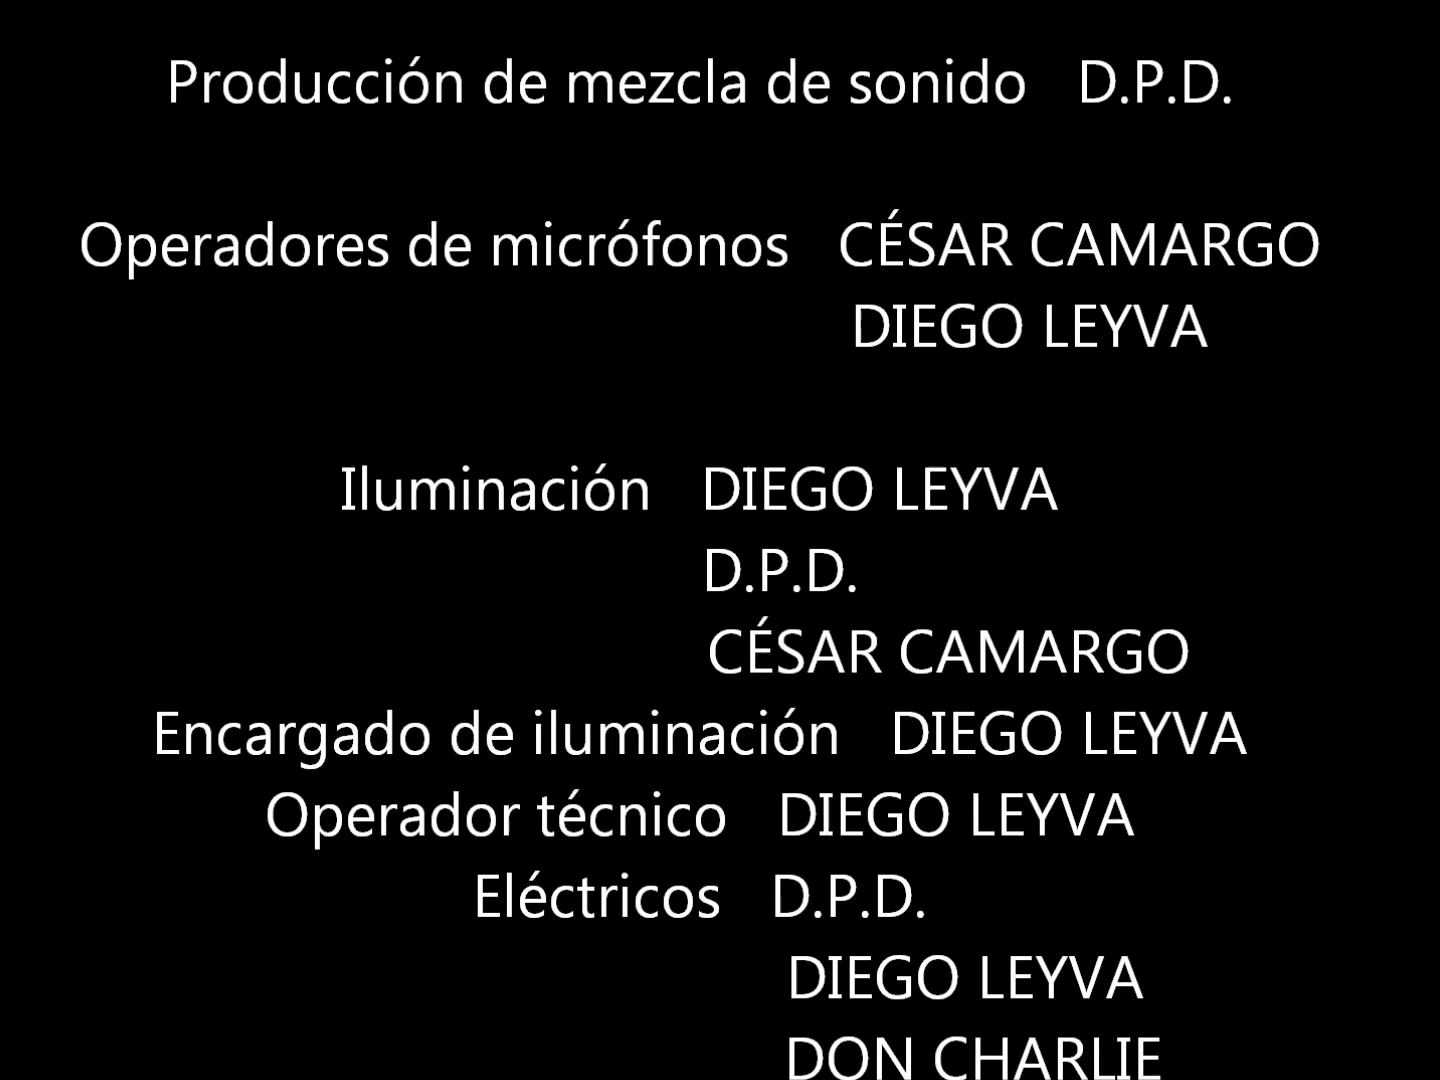 Producción de mezcla de sonido D.P.D.
Operadores de micrófonos CÉSAR CAMARGO
DIEGO LEYVA
Iluminación DIEGO LEYVA
D.P.D.
CÉSAR CAMARGO
Encargado de iluminación DIEGO LEYVA
Operador técnico DIEGO LEYVA
Eléctricos D.P.D.
DIEGO LEYVA
DON CHARLIE